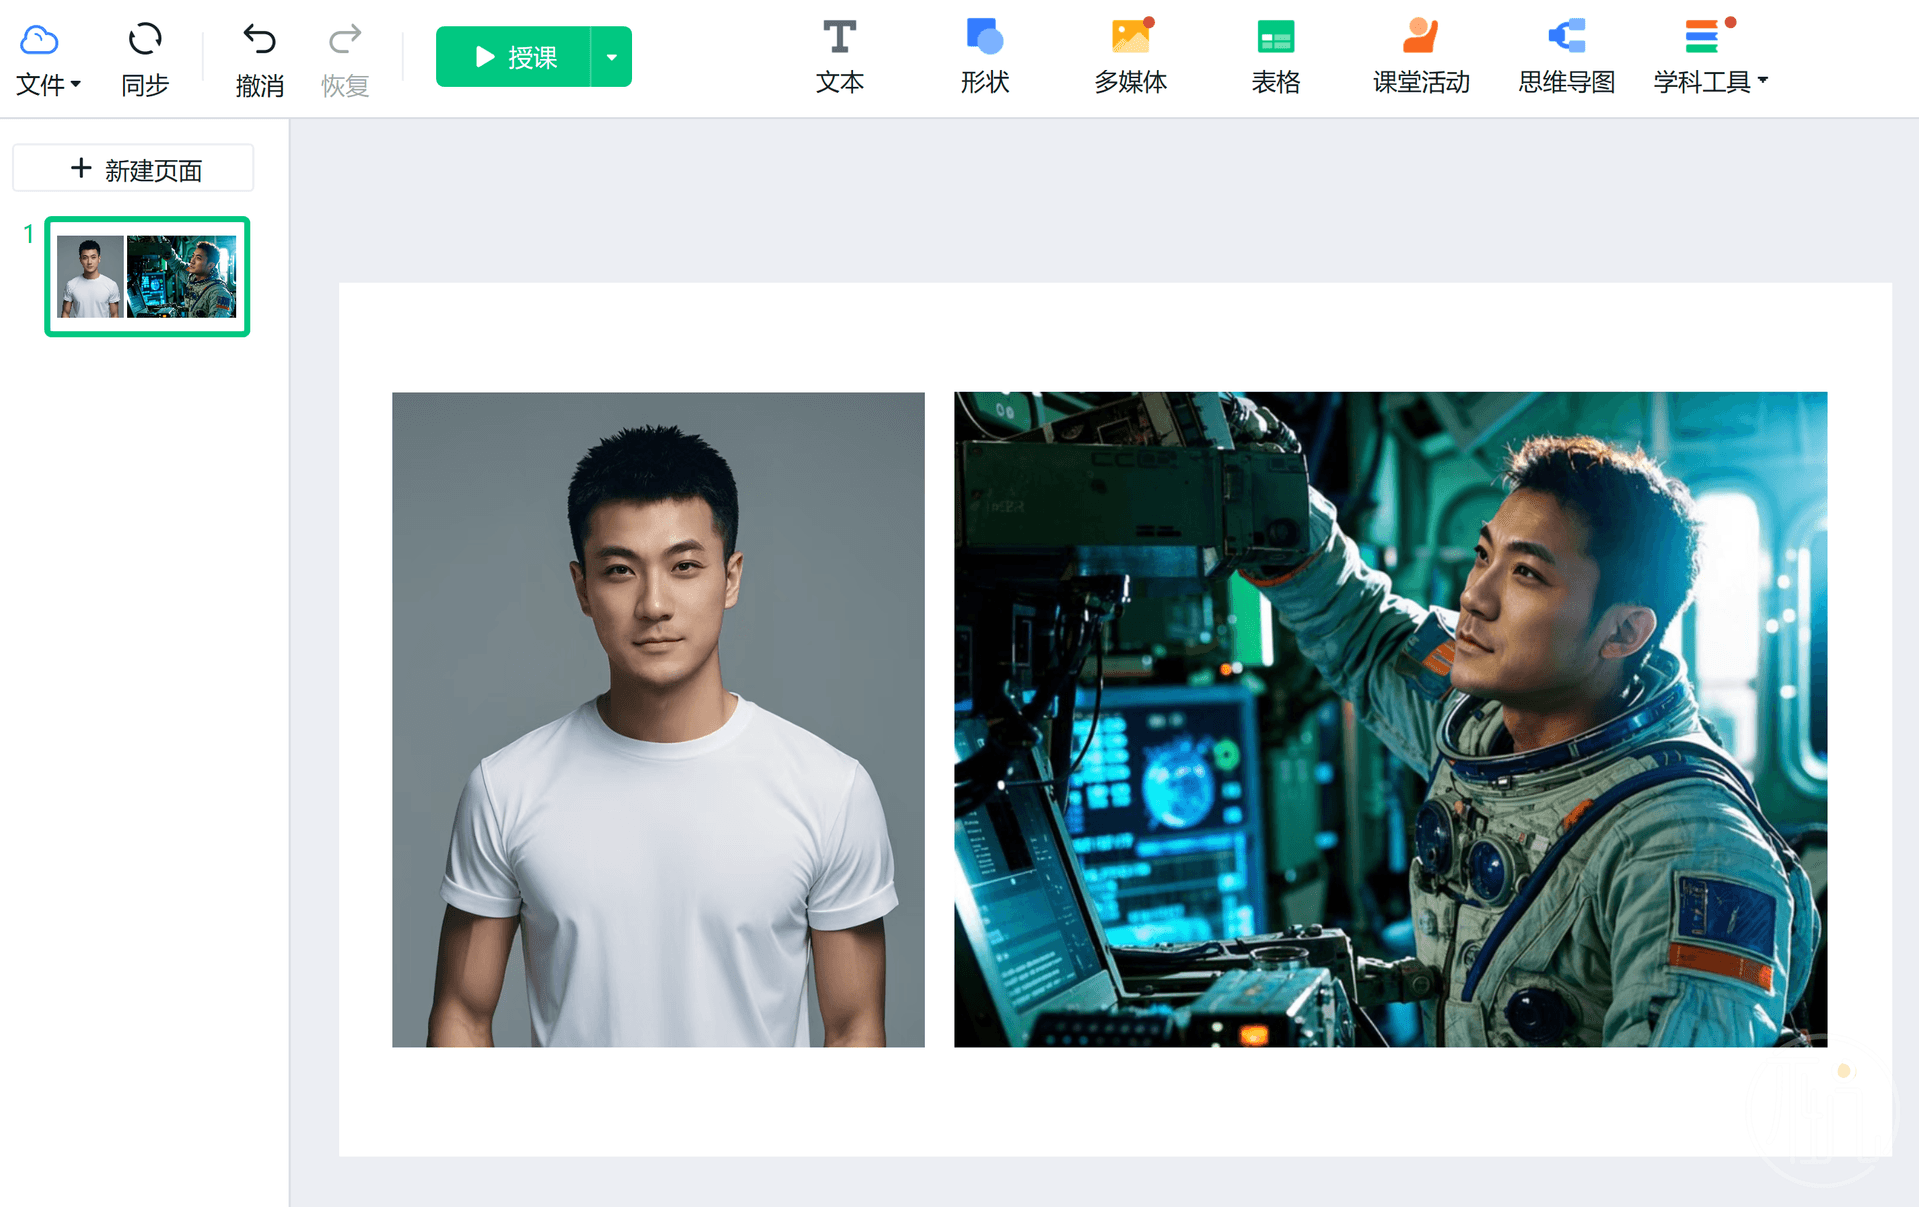 文件
同步
撤消
恢复
授课
文本
形状
多媒体
表格
课堂活动
思维导图
学科工具
+ 新建页面
1